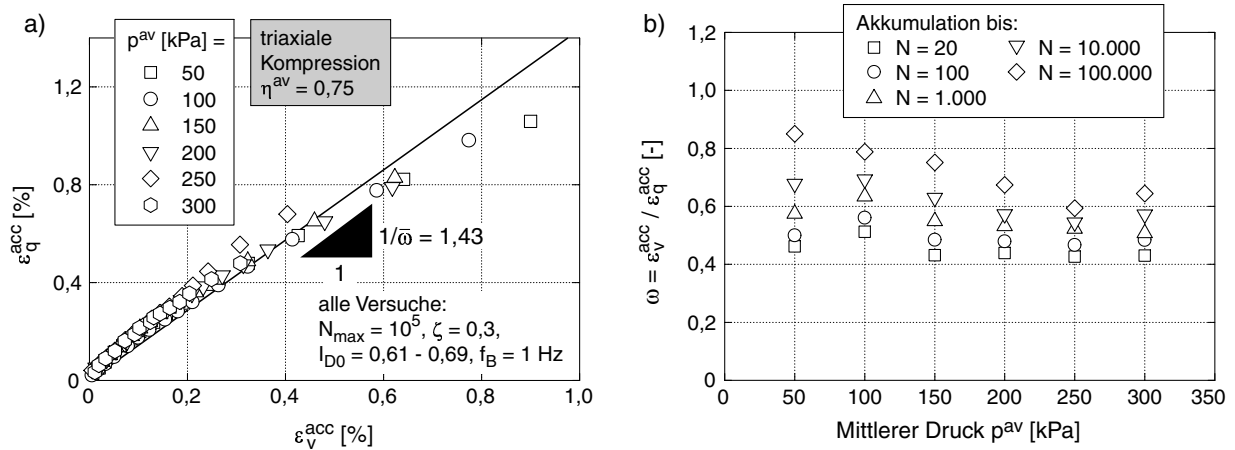 a)
p^av [kPa] =
50
100
150
200
250
300
triaxiale
Kompression
η^av = 0,75
1,2
0,8
0,4
0
ε_q^acc [%]
1/ω̅ = 1,43
1
alle Versuche:
N_max = 10^5, ζ = 0,3,
I_D0 = 0,61 - 0,69, f_B = 1 Hz
0 0,2 0,4 0,6 0,8 1,0
ε_v^acc [%]
b)
Akkumulation bis:
N = 20
N = 100
N = 1.000
N = 10.000
N = 100.000
1,2
1,0
0,8
0,6
0,4
0,2
0
ω = ε_v^acc / ε_q^acc [-]
0 50 100 150 200 250 300 350
Mittlerer Druck p^av [kPa]